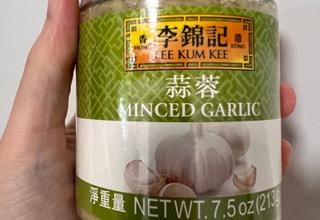 香 李錦記 港
HONG LEE KUM KEE KONG
蒜蓉
MINCED GARLIC
淨重量 NET WT. 7.5 oz (213g